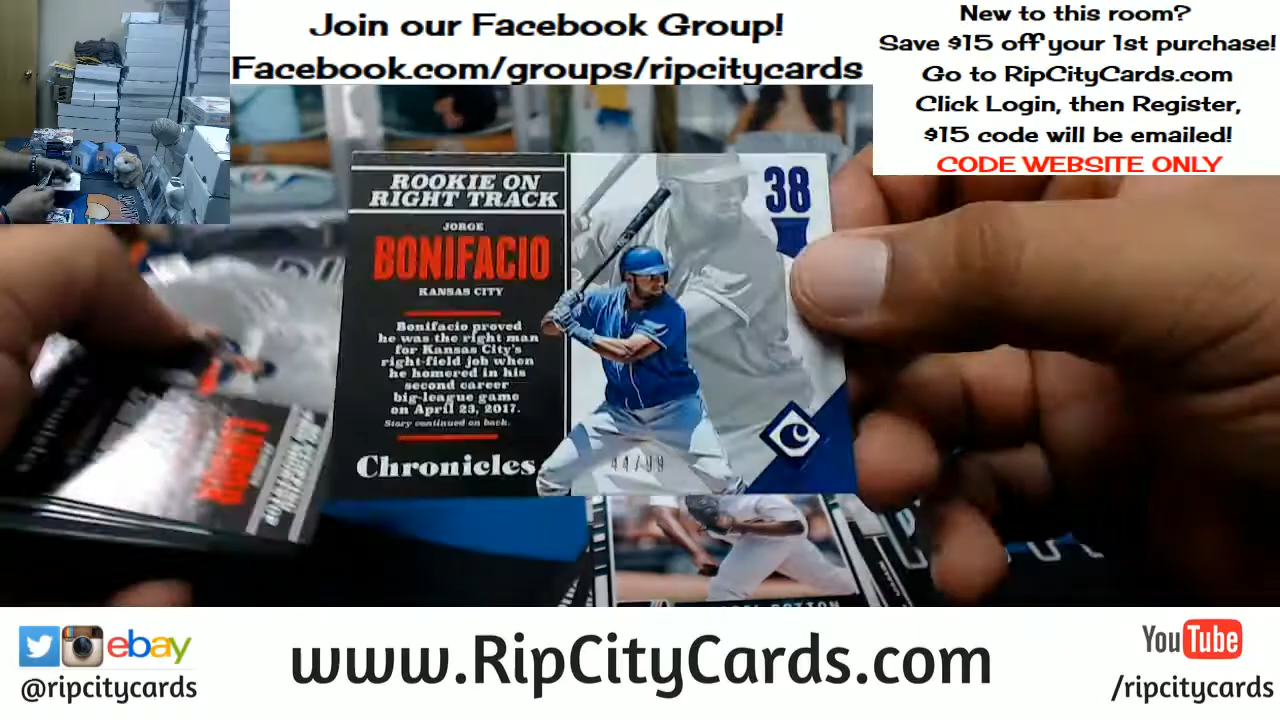 Join our Facebook Group!
Facebook.com/groups/ripcitycards
New to this room?
Save $15 off your 1st purchase!
Go to RipCityCards.com
Click Login, then Register,
$15 code will be emailed!
CODE WEBSITE ONLY
ROOKIE ON
RIGHT TRACK
JORGE
BONIFACIO
KANSAS CITY
Bonifacio proved
he was the right man
for Kansas City's
right-field job when
he homered in his
second career
big-league game
on April 23, 2017.
Story continued on back.
Chronicles
38
C
44/99
ebay
@ripcitycards
www.RipCityCards.com
YouTube
/ripcitycards